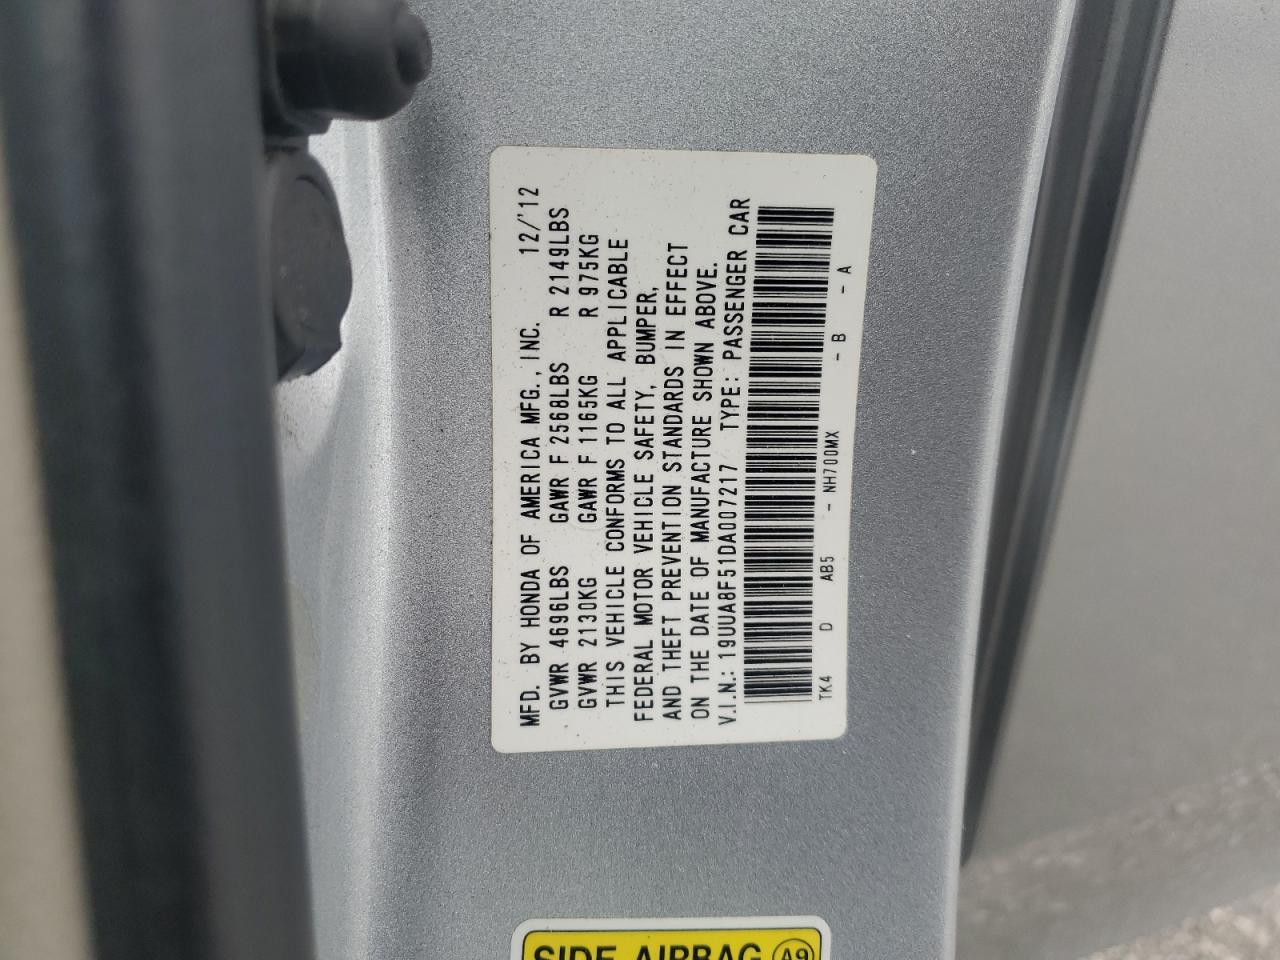 MFD. BY HONDA OF AMERICA MFG., INC. 12/'12
GVWR 4696LBS GAWR F 2568LBS R 2149LBS
GVWR 2130KG GAWR F 1165KG R 975KG
THIS VEHICLE CONFORMS TO ALL APPLICABLE
FEDERAL MOTOR VEHICLE SAFETY, BUMPER,
AND THEFT PREVENTION STANDARDS IN EFFECT
ON THE DATE OF MANUFACTURE SHOWN ABOVE.
V.I.N.: 19UUA8F51DA007217 TYPE: PASSENGER CAR
TK4 D AB5 - NH700MX - B - A
SIDE AIRBAG A9